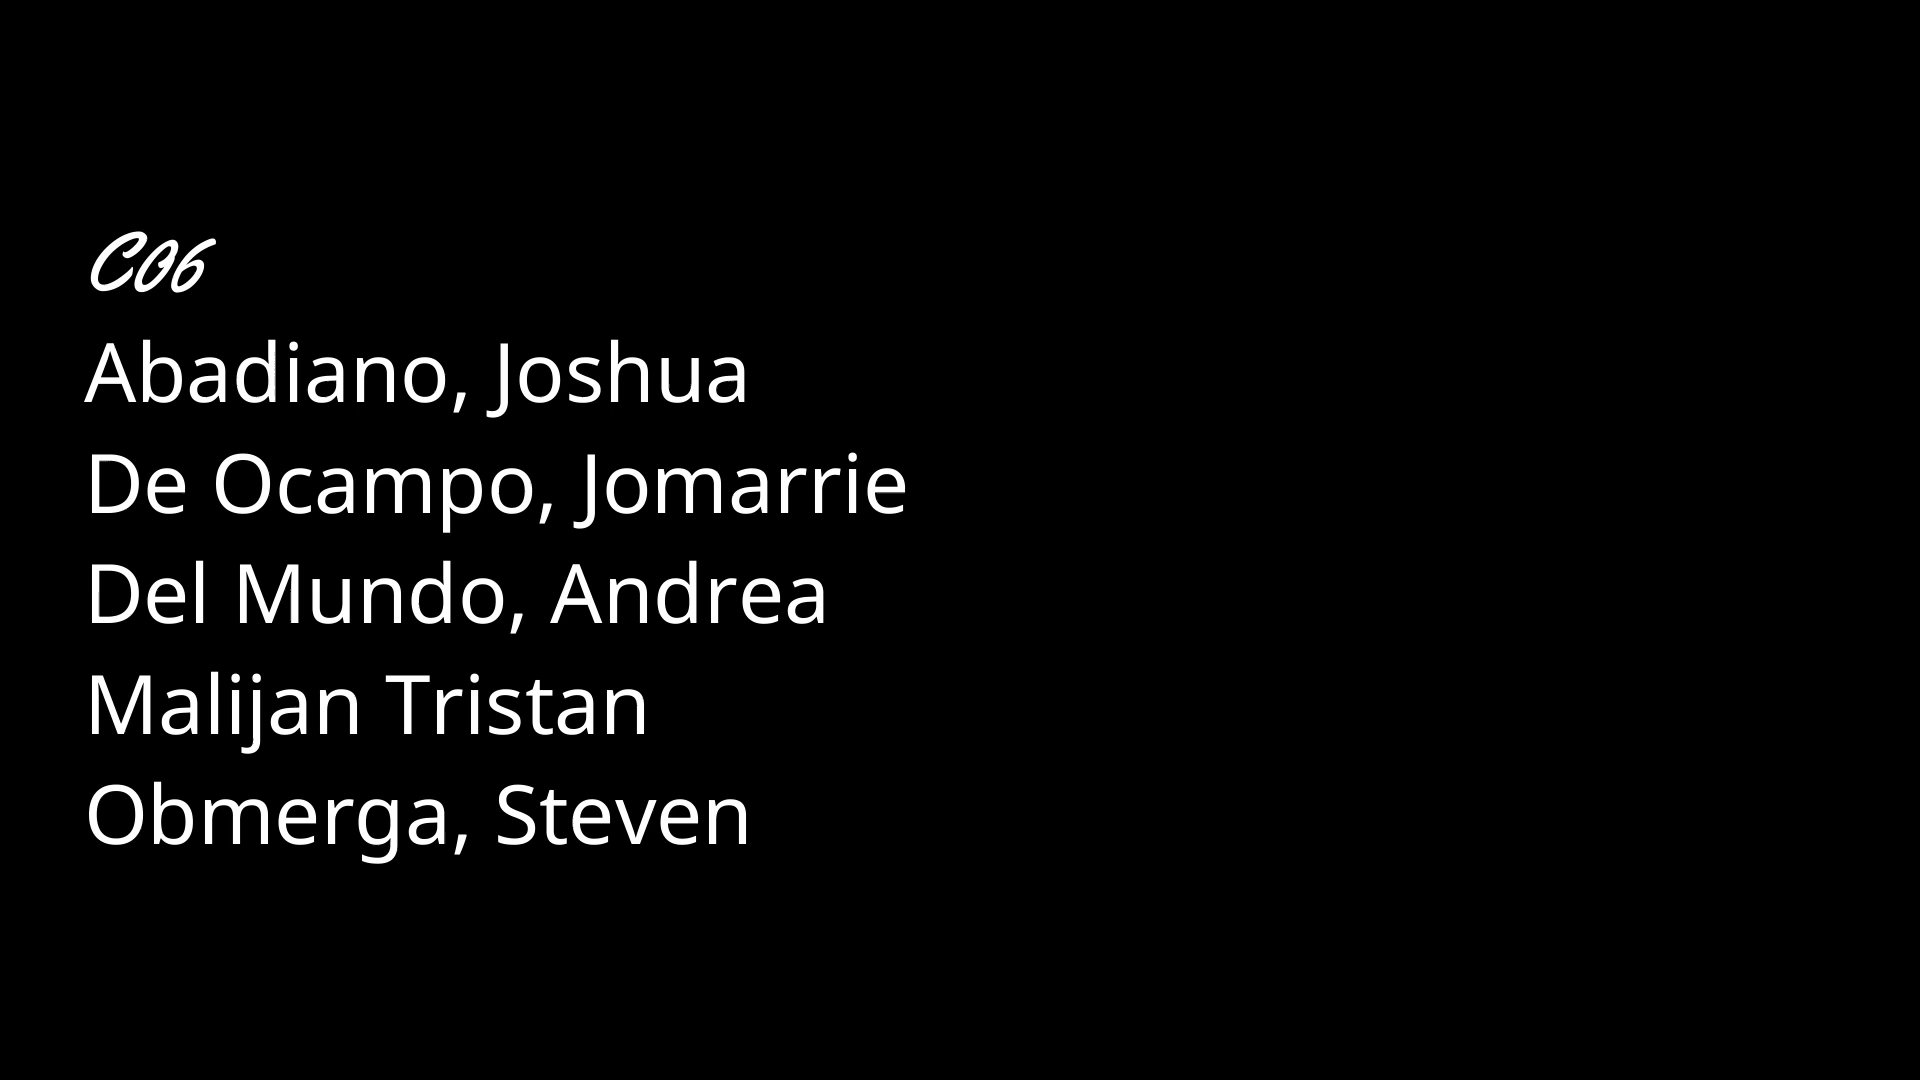 C06
Abadiano, Joshua
De Ocampo, Jomarrie
Del Mundo, Andrea
Malijan Tristan
Obmerga, Steven